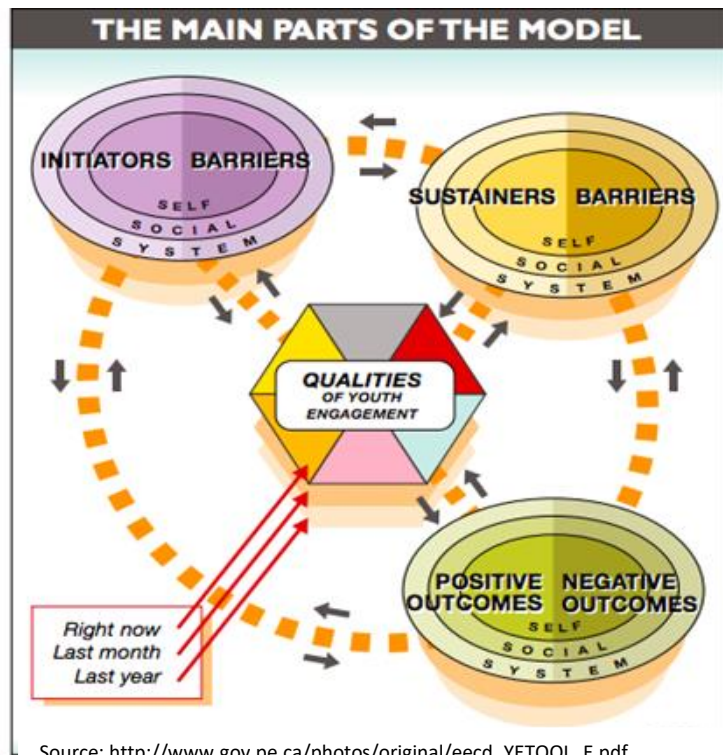 THE MAIN PARTS OF THE MODEL
INITIATORS BARRIERS
SELF
SOCIAL
SYSTEM
SUSTAINERS BARRIERS
SELF
SOCIAL
SYSTEM
QUALITIES
OF YOUTH
ENGAGEMENT
POSITIVE NEGATIVE
OUTCOMES OUTCOMES
SELF
SOCIAL
SYSTEM
Right now
Last month
Last year
Source: http://www.gov.pe.ca/photos/original/eecd_YETOOL_E.pdf